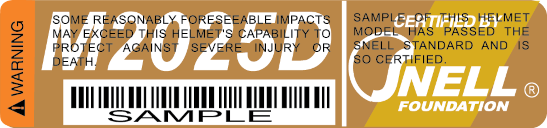 WARNING
SOME REASONABLY FORESEEABLE IMPACTS
MAY EXCEED THIS HELMET'S CAPABILITY TO
PROTECT AGAINST SEVERE INJURY OR
DEATH.
M2025D
SAMPLE
SAMPLE OF THIS HELMET
MODEL HAS PASSED THE
SNELL STANDARD AND IS
SO CERTIFIED.
CERTIFIED BY
SNELL®
FOUNDATION